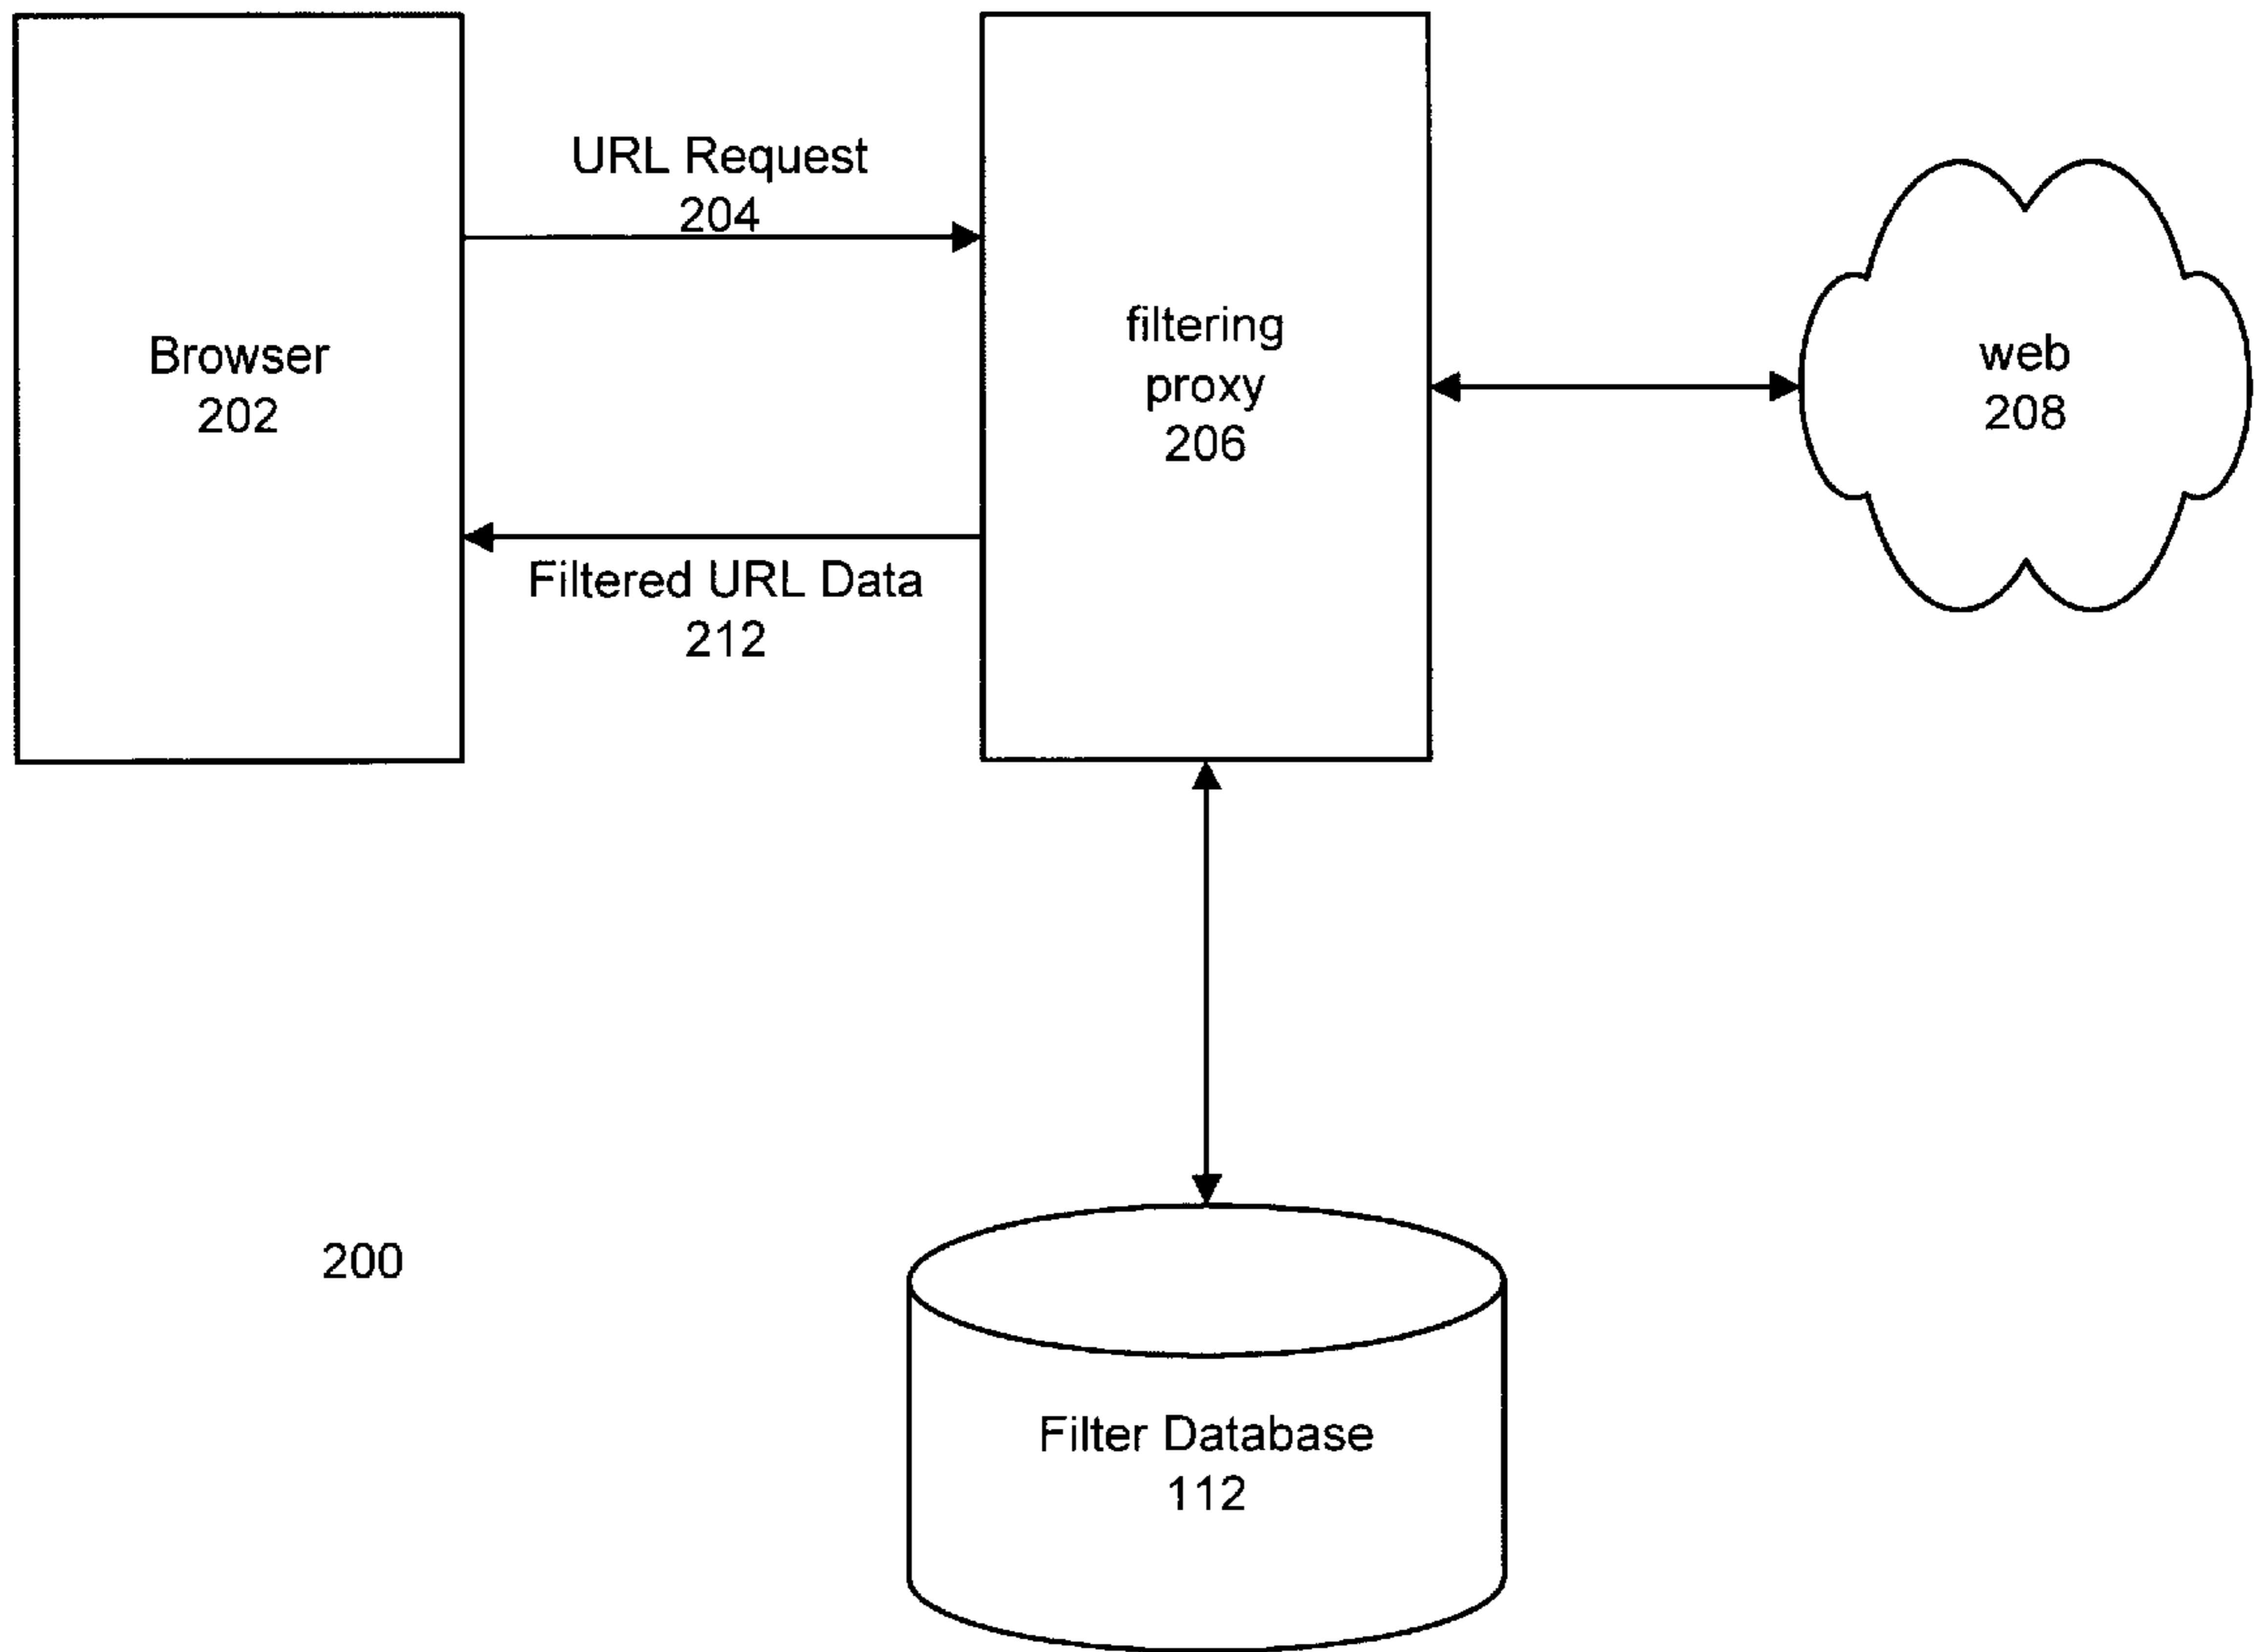 URL Request
204
Browser
202
filtering
proxy
206
web
208
Filtered URL Data
212
200
Filter Database
112